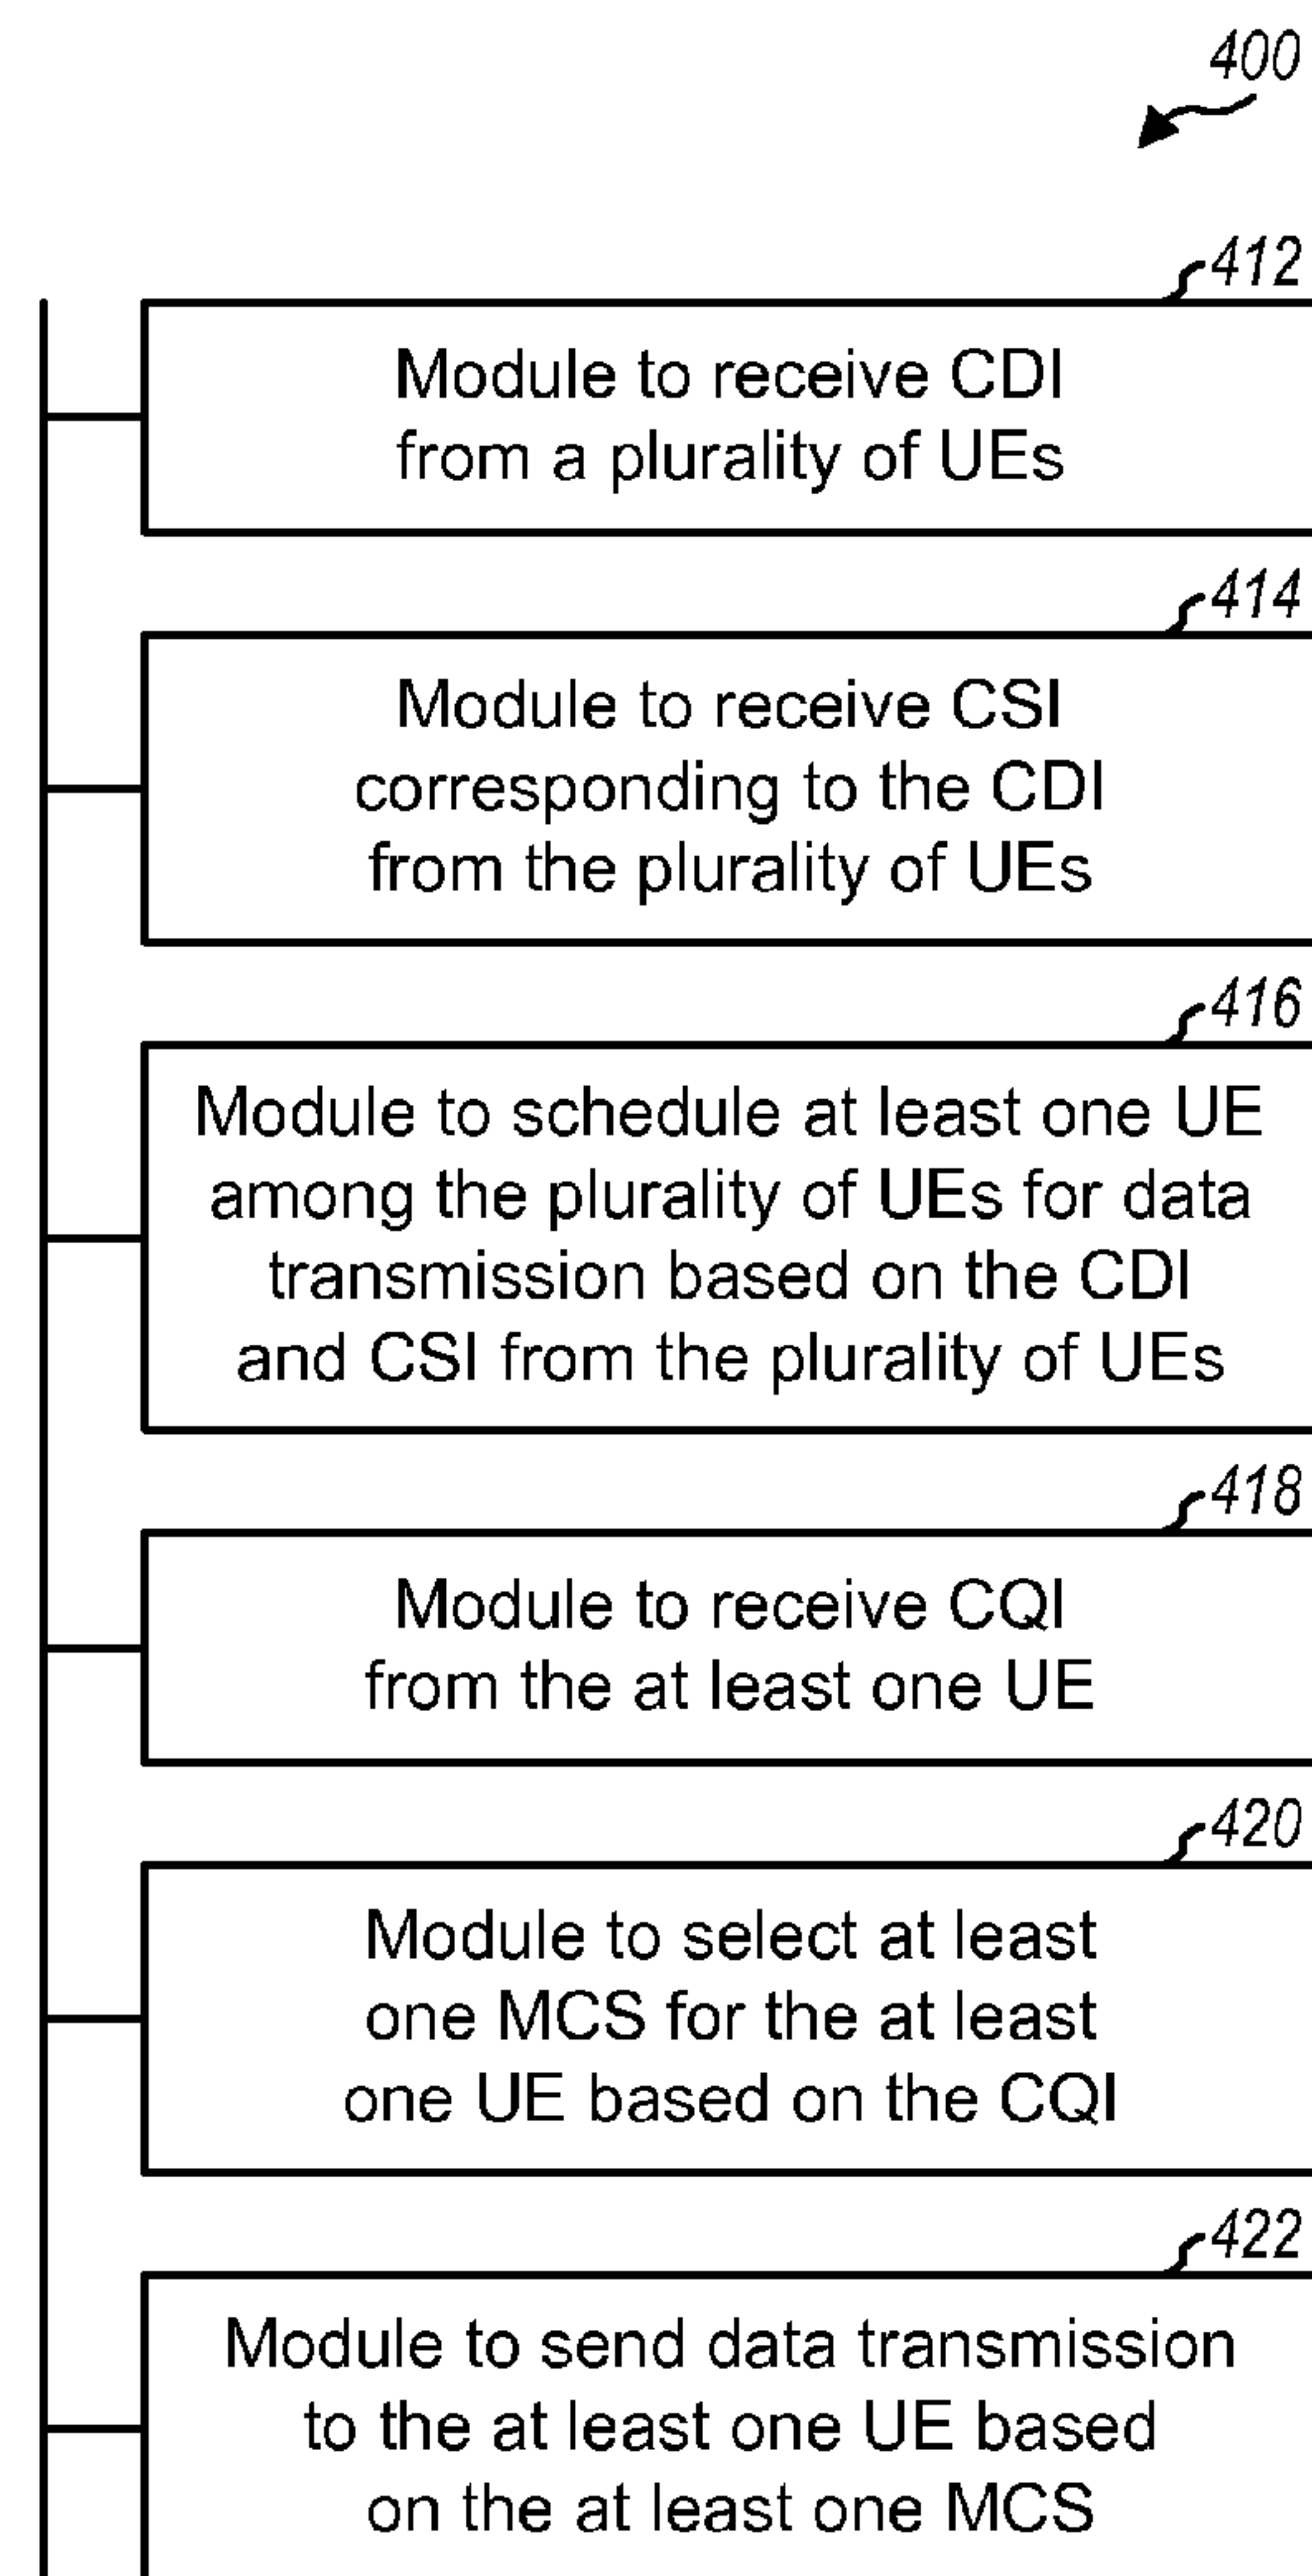 400
412
Module to receive CDI
from a plurality of UEs
414
Module to receive CSI
corresponding to the CDI
from the plurality of UEs
416
Module to schedule at least one UE
among the plurality of UEs for data
transmission based on the CDI
and CSI from the plurality of UEs
418
Module to receive CQI
from the at least one UE
420
Module to select at least
one MCS for the at least
one UE based on the CQI
422
Module to send data transmission
to the at least one UE based
on the at least one MCS